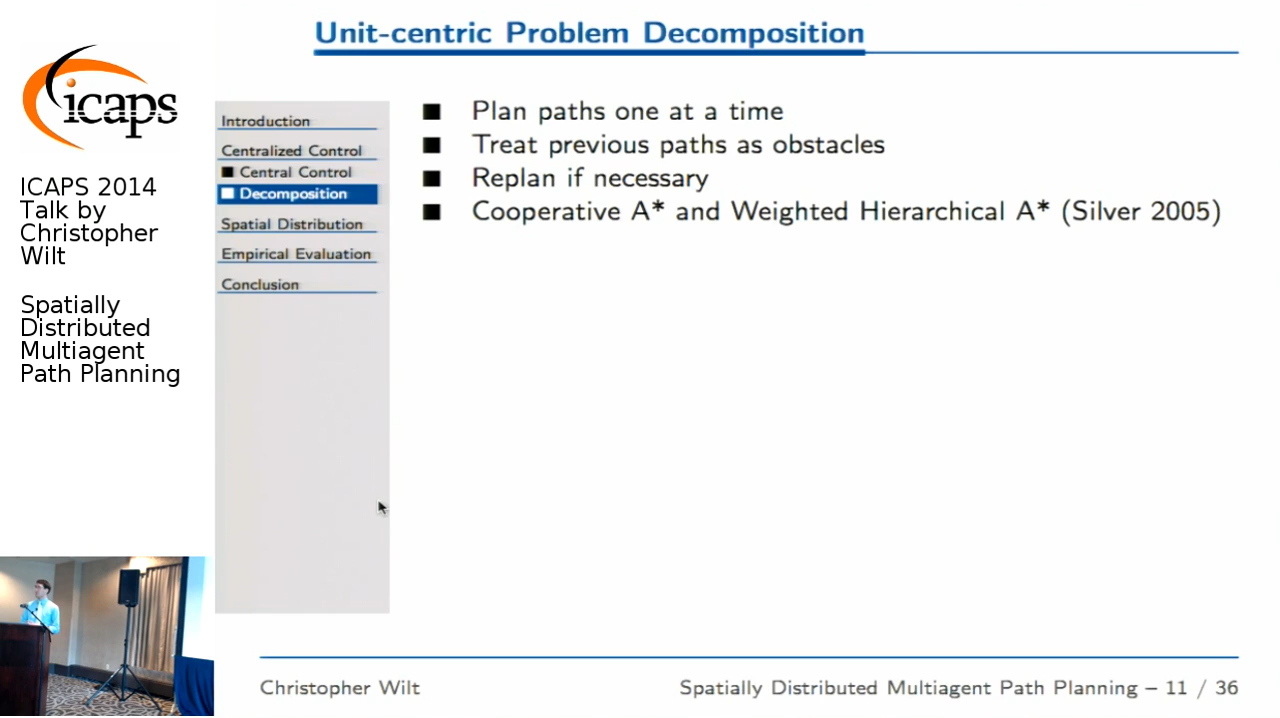 icaps
ICAPS 2014
Talk by
Christopher
Wilt
Spatially
Distributed
Multiagent
Path Planning
Unit-centric Problem Decomposition
Introduction
Centralized Control
Central Control
Decomposition
Spatial Distribution
Empirical Evaluation
Conclusion
Plan paths one at a time
Treat previous paths as obstacles
Replan if necessary
Cooperative A* and Weighted Hierarchical A* (Silver 2005)
Christopher Wilt
Spatially Distributed Multiagent Path Planning – 11 / 36